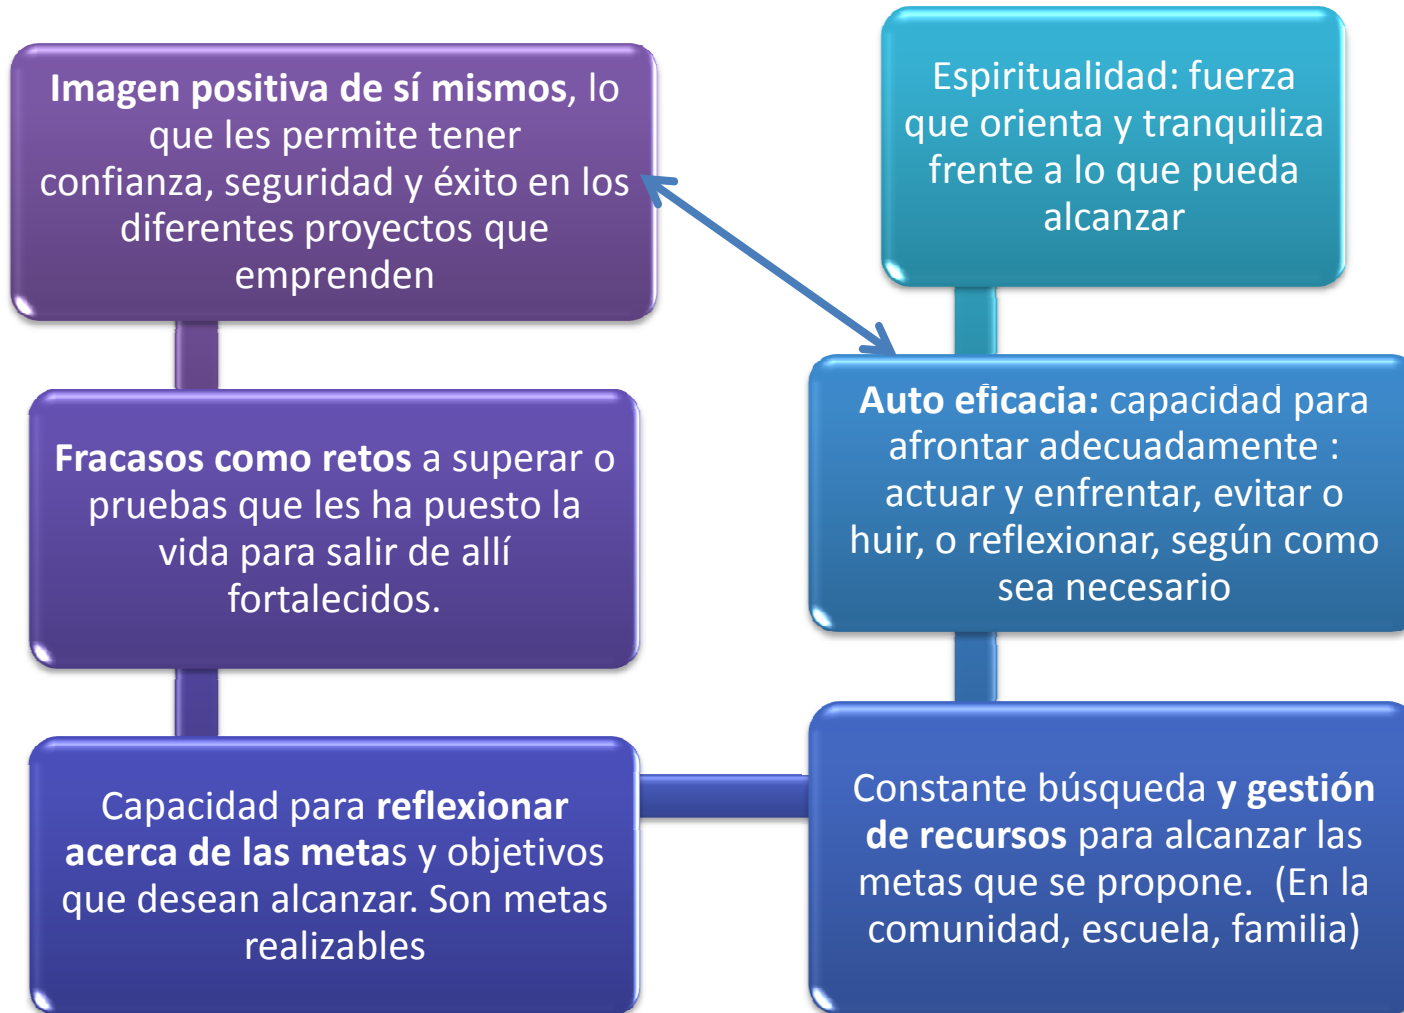 Imagen positiva de sí mismos, lo
que les permite tener
confianza, seguridad y éxito en los
diferentes proyectos que
emprenden
Fracasos como retos a superar o
pruebas que les ha puesto la
vida para salir de allí
fortalecidos.
Capacidad para reflexionar
acerca de las metas y objetivos
que desean alcanzar. Son metas
realizables
Constante búsqueda y gestión
de recursos para alcanzar las
metas que se propone. (En la
comunidad, escuela, familia)
Auto eficacia: capacidad para
afrontar adecuadamente :
actuar y enfrentar, evitar o
huir, o reflexionar, según como
sea necesario
Espiritualidad: fuerza
que orienta y tranquiliza
frente a lo que pueda
alcanzar